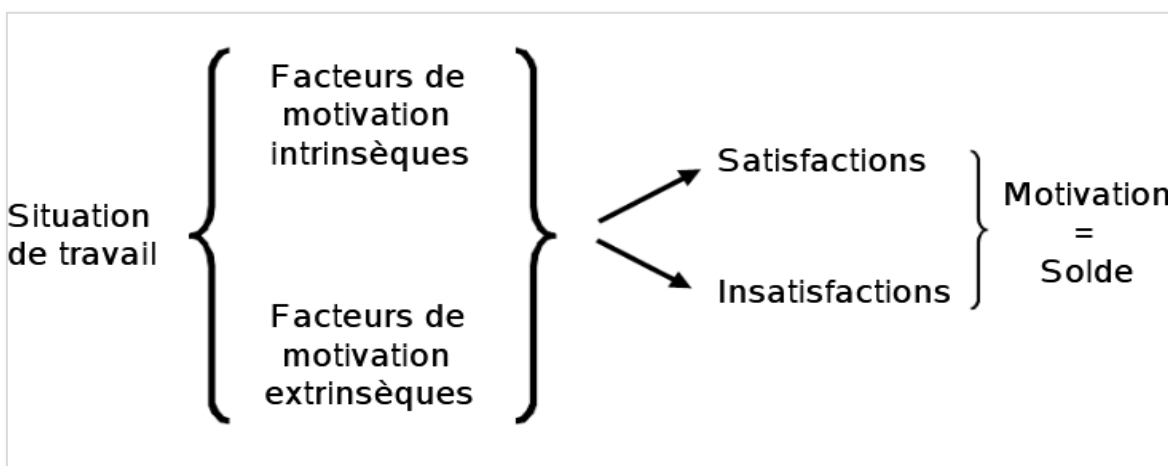 Situation
de travail
Facteurs de
motivation
intrinsèques
Facteurs de
motivation
extrinsèques
Satisfactions
Insatisfactions
Motivation
=
Solde